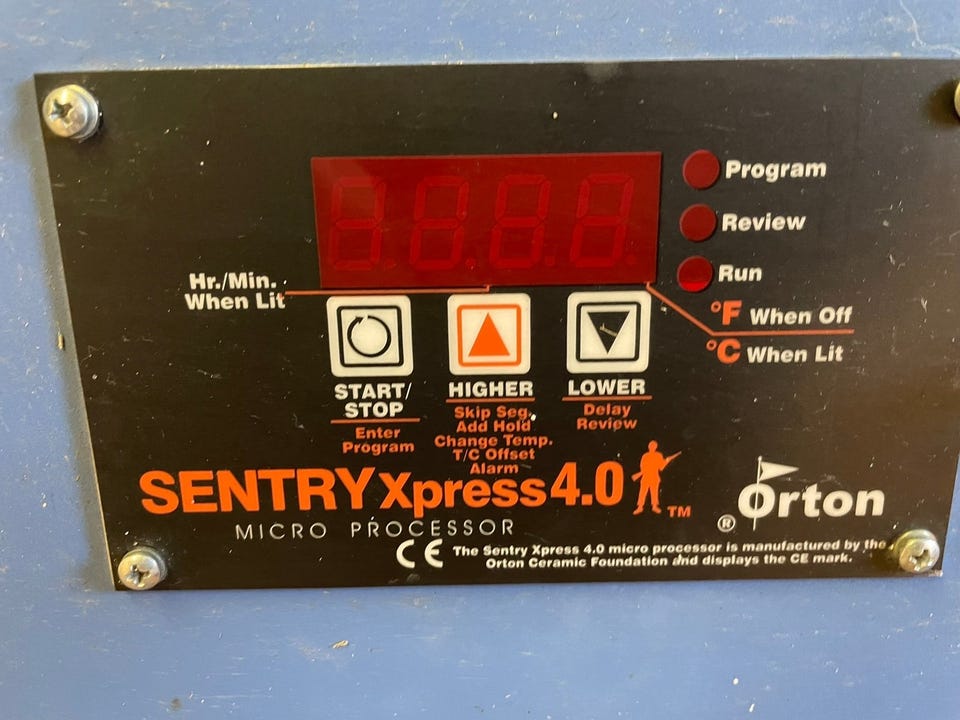 Program
Review
Run
Hr./Min.
When Lit
°F When Off
°C When Lit
START/
STOP
Enter
Program
HIGHER
Skip Seg.
Add Hold
Change Temp.
T/C Offset
Alarm
LOWER
Delay
Review
SENTRY Xpress 4.0 ™
MICRO PROCESSOR
® Orton
CE The Sentry Xpress 4.0 micro processor is manufactured by the
Orton Ceramic Foundation and displays the CE mark.